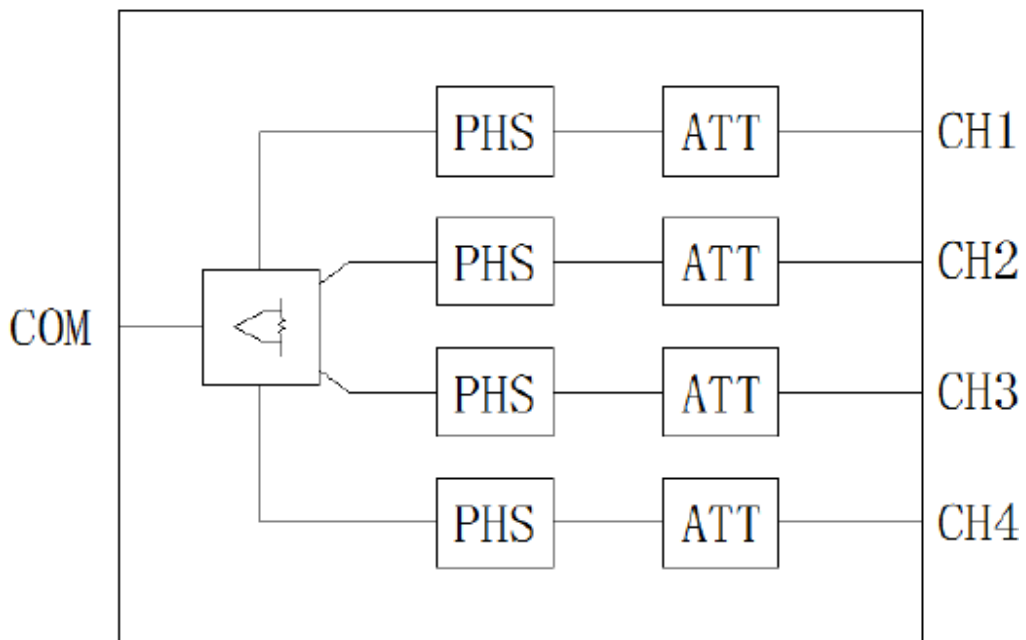 PHS ATT CH1
PHS ATT CH2
COM
PHS ATT CH3
PHS ATT CH4